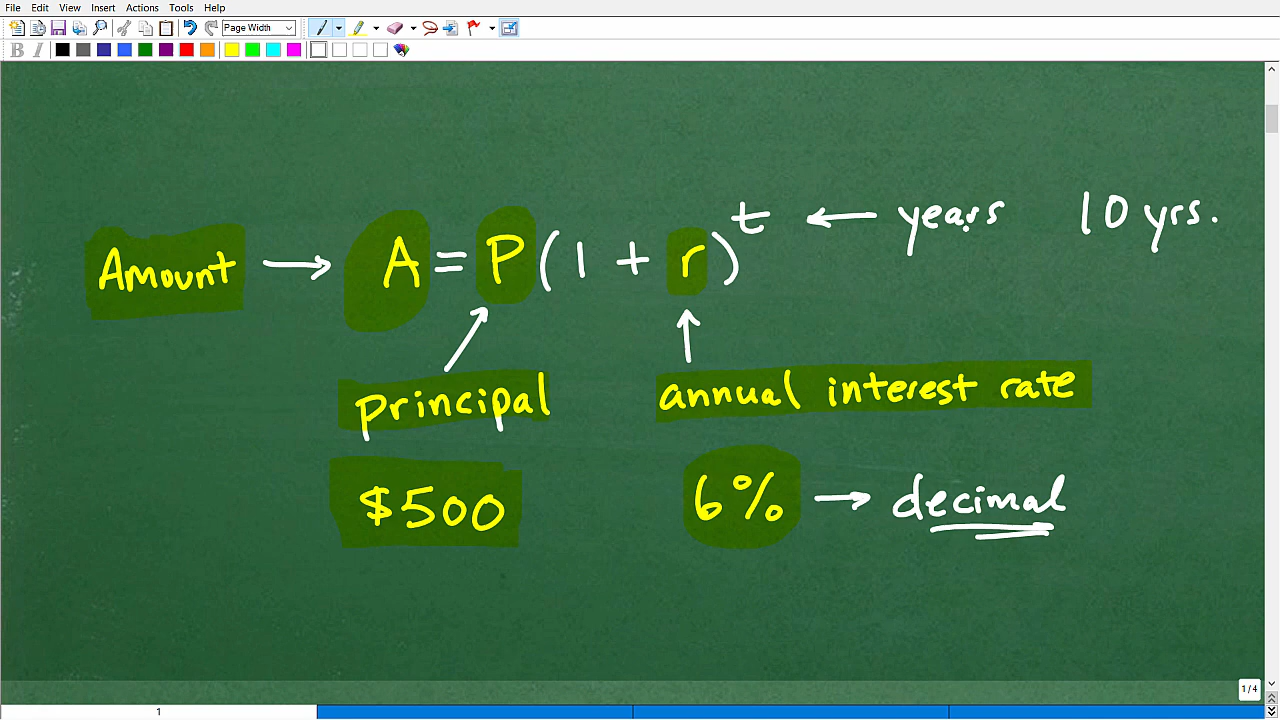 File Edit View Insert Actions Tools Help
Page Width
B I
t ← years 10 yrs.
Amount → A = P(1 + r)
principal annual interest rate
$500 6% → decimal
1/4
1